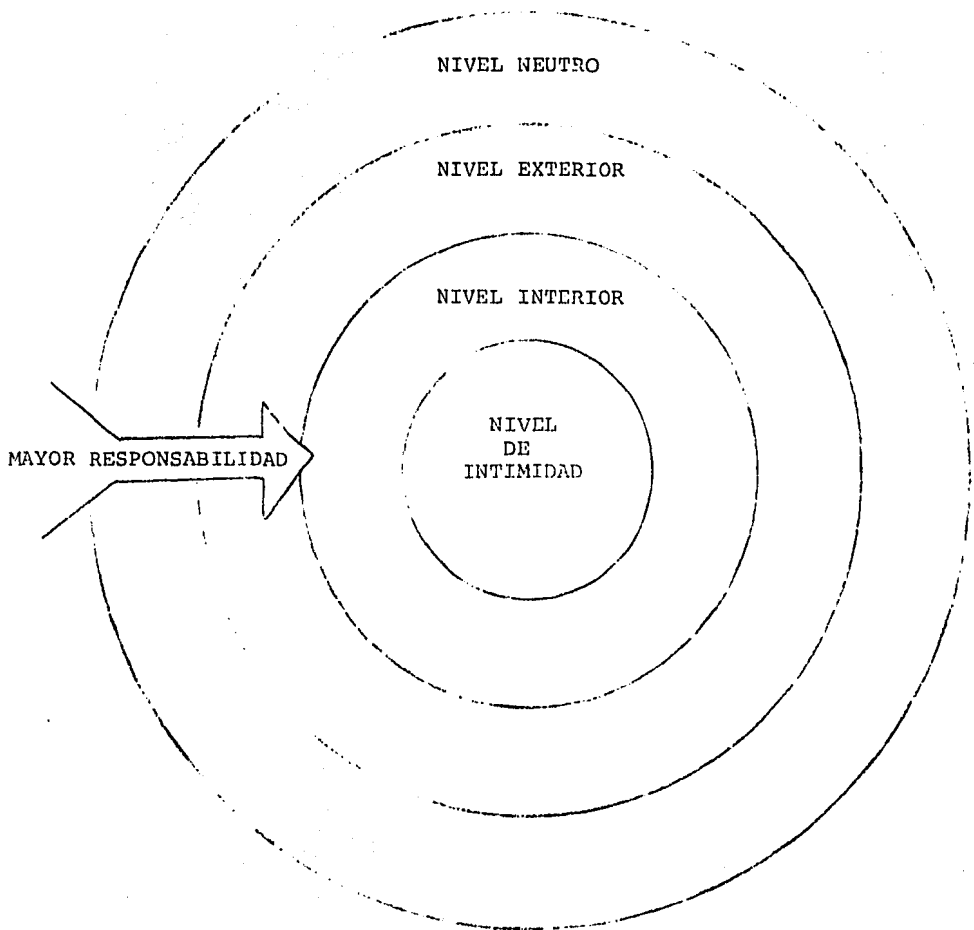 NIVEL NEUTRO
NIVEL EXTERIOR
NIVEL INTERIOR
NIVEL
DE
INTIMIDAD
MAYOR RESPONSABILIDAD